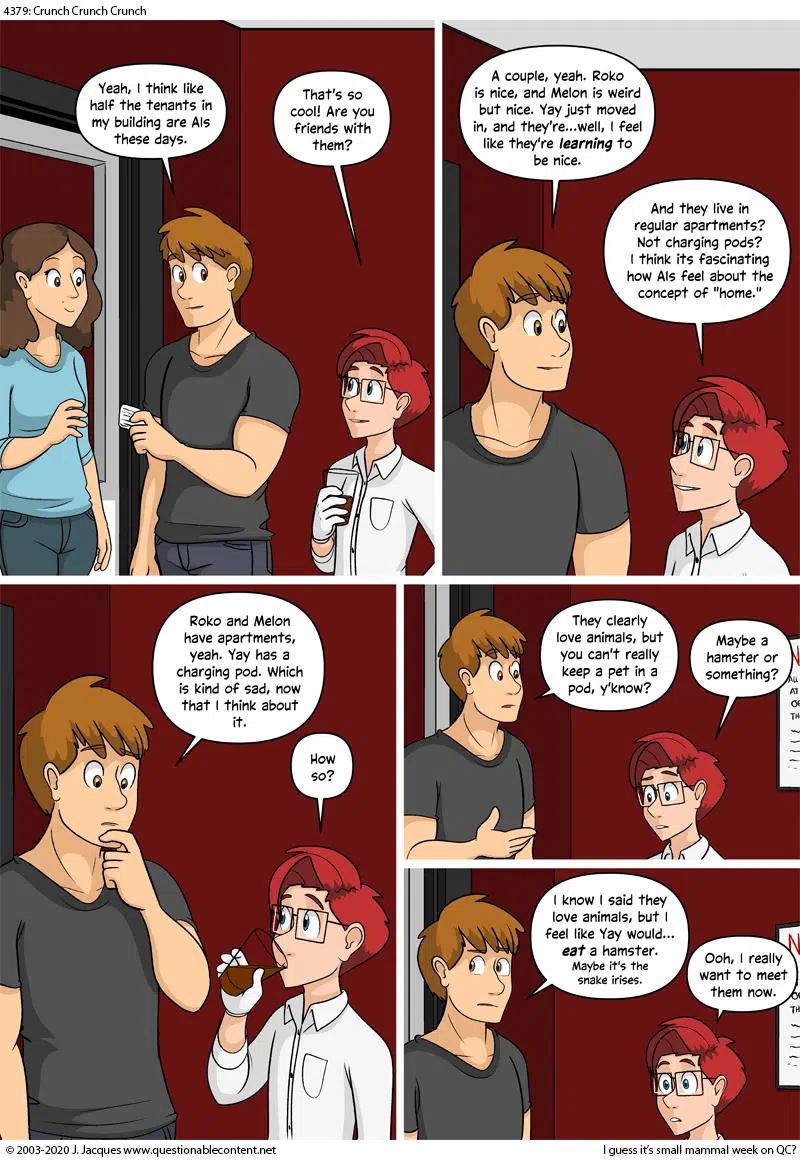 4379: Crunch Crunch Crunch
Yeah, I think like
half the tenants in
my building are AIs
these days.
That's so
cool! Are you
friends with
them?
A couple, yeah. Roko
is nice, and Melon is weird
but nice. Yay just moved
in, and they're...well, I feel
like they're learning to
be nice.
And they live in
regular apartments?
Not charging pods?
I think its fascinating
how AIs feel about the
concept of "home."
Roko and Melon
have apartments,
yeah. Yay has a
charging pod. Which
is kind of sad, now
that I think about
it.
How
so?
They clearly
love animals, but
you can't really
keep a pet in a
pod, y'know?
Maybe a
hamster or
something?
I know I said they
love animals, but I
feel like Yay would...
eat a hamster.
Maybe it's the
snake irises.
Ooh, I really
want to meet
them now.
© 2003-2020 J. Jacques www.questionablecontent.net
I guess it's small mammal week on QC?